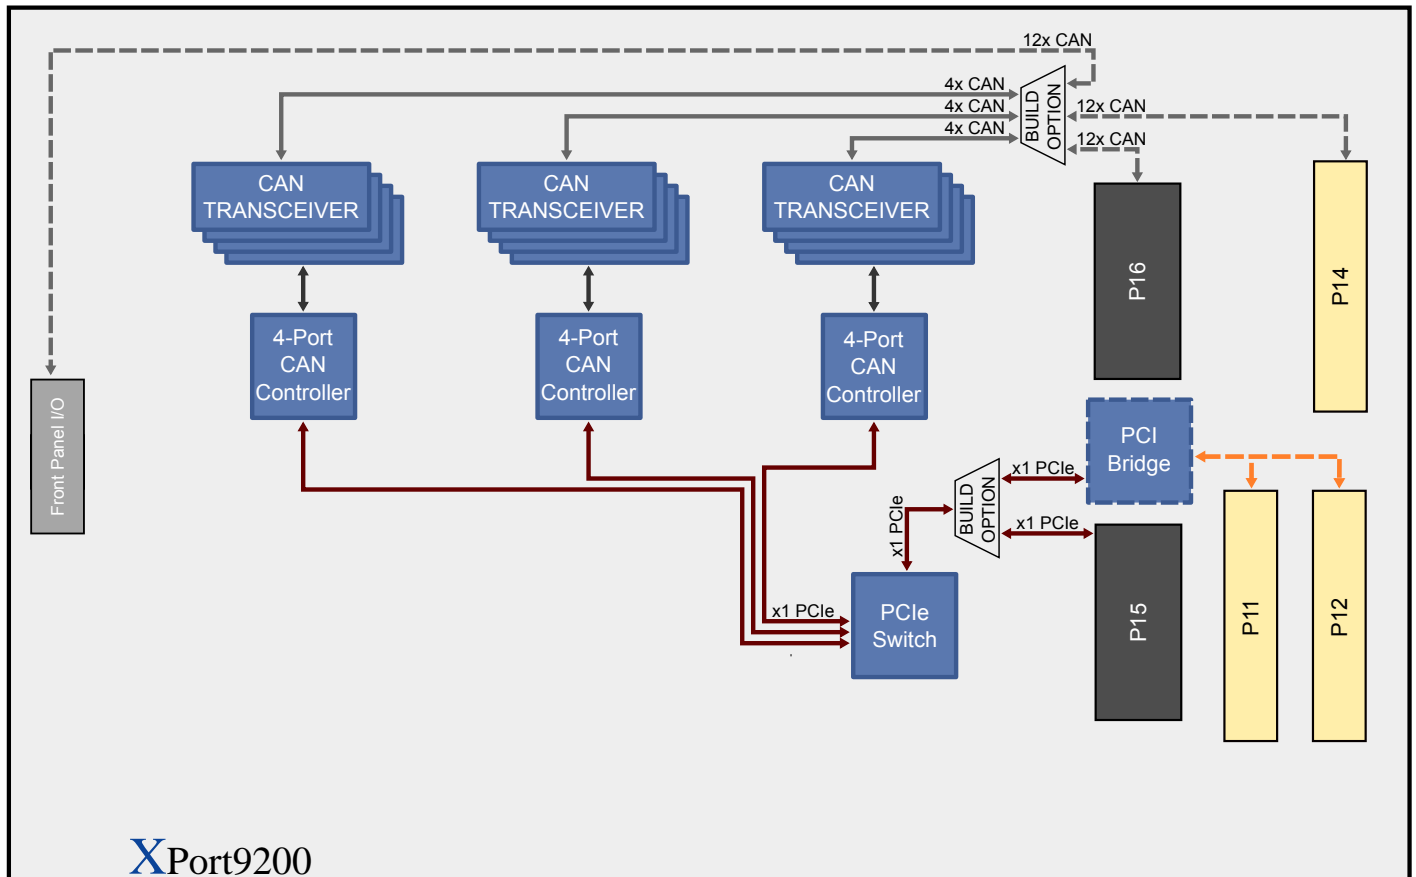 12x CAN
4x CAN
4x CAN
4x CAN
BUILD
OPTION
12x CAN
12x CAN
CAN
TRANSCEIVER
CAN
TRANSCEIVER
CAN
TRANSCEIVER
P16
P14
4-Port
CAN
Controller
4-Port
CAN
Controller
4-Port
CAN
Controller
Front Panel I/O
PCI
Bridge
x1 PCIe
BUILD
OPTION
x1 PCIe
x1 PCIe
x1 PCIe
PCIe
Switch
P15
P11
P12
XPort9200